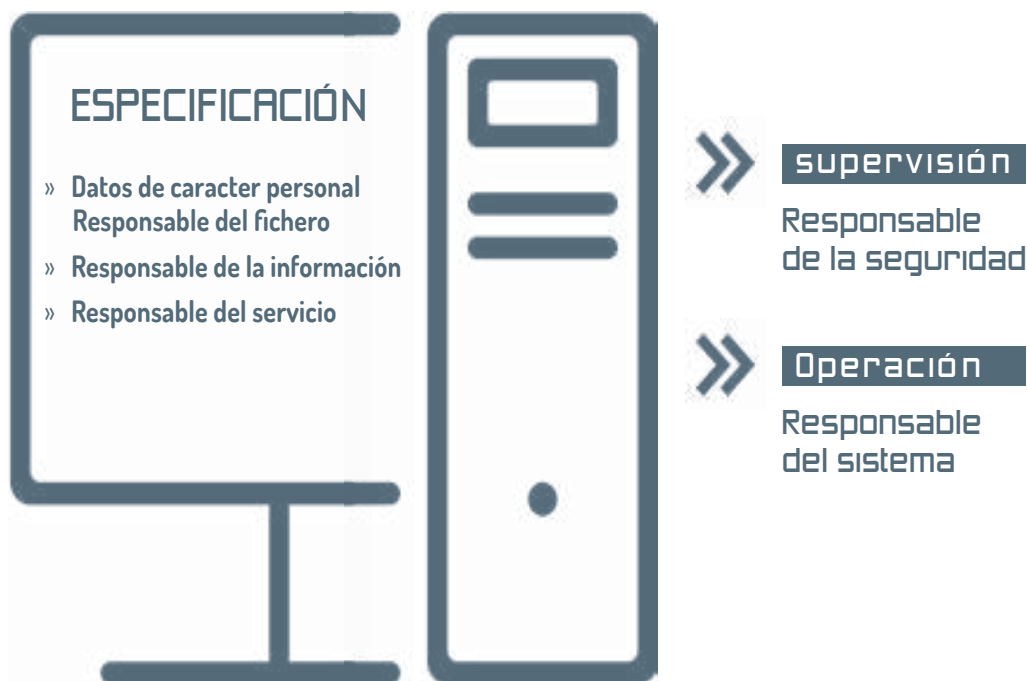 ESPECIFICACIÓN
» Datos de caracter personal
Responsable del fichero
» Responsable de la información
» Responsable del servicio
supervisión
Responsable
de la seguridad
Operación
Responsable
del sistema